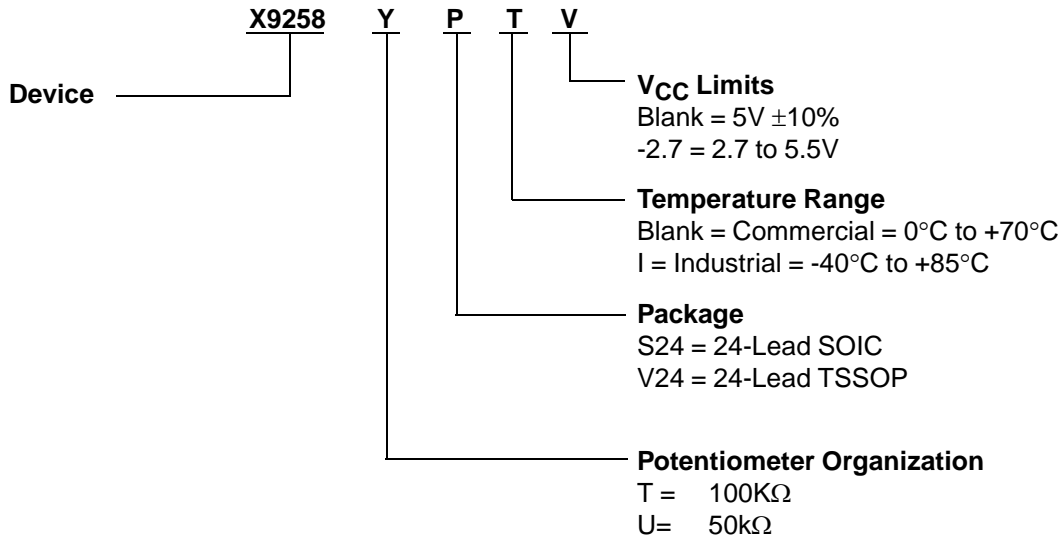 X9258 Y P T V
Device
VCC Limits
Blank = 5V ±10%
-2.7 = 2.7 to 5.5V
Temperature Range
Blank = Commercial = 0°C to +70°C
I = Industrial = -40°C to +85°C
Package
S24 = 24-Lead SOIC
V24 = 24-Lead TSSOP
Potentiometer Organization
T = 100KΩ
U= 50kΩ